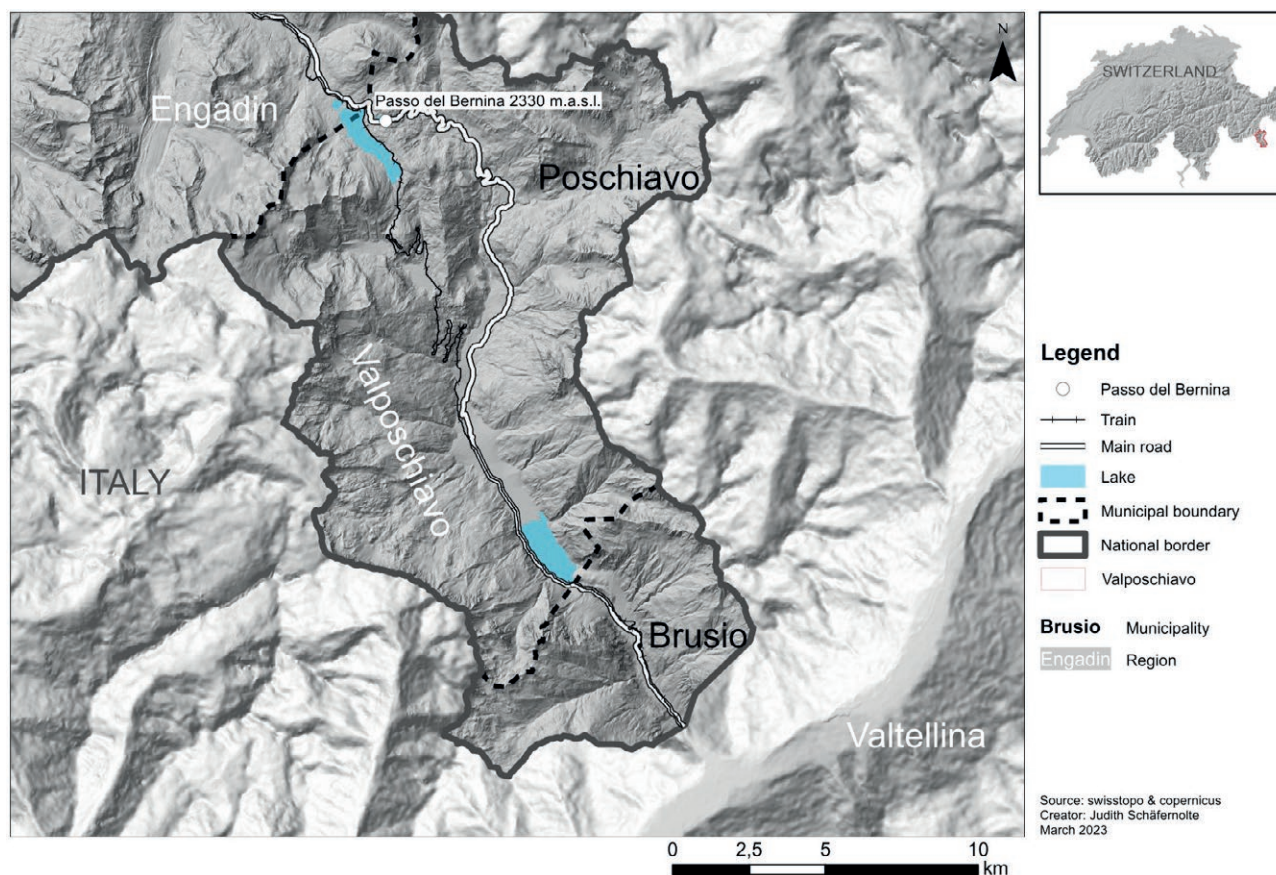 N
Engadin
Passo del Bernina 2330 m.a.s.l.
Poschiavo
Valposchiavo
ITALY
Brusio
Valtellina
SWITZERLAND
Legend
Passo del Bernina
Train
Main road
Lake
Municipal boundary
National border
Valposchiavo
Brusio Municipality
Engadin Region
Source: swisstopo & copernicus
Creator: Judith Schäfernolte
March 2023
0 2,5 5 10
km